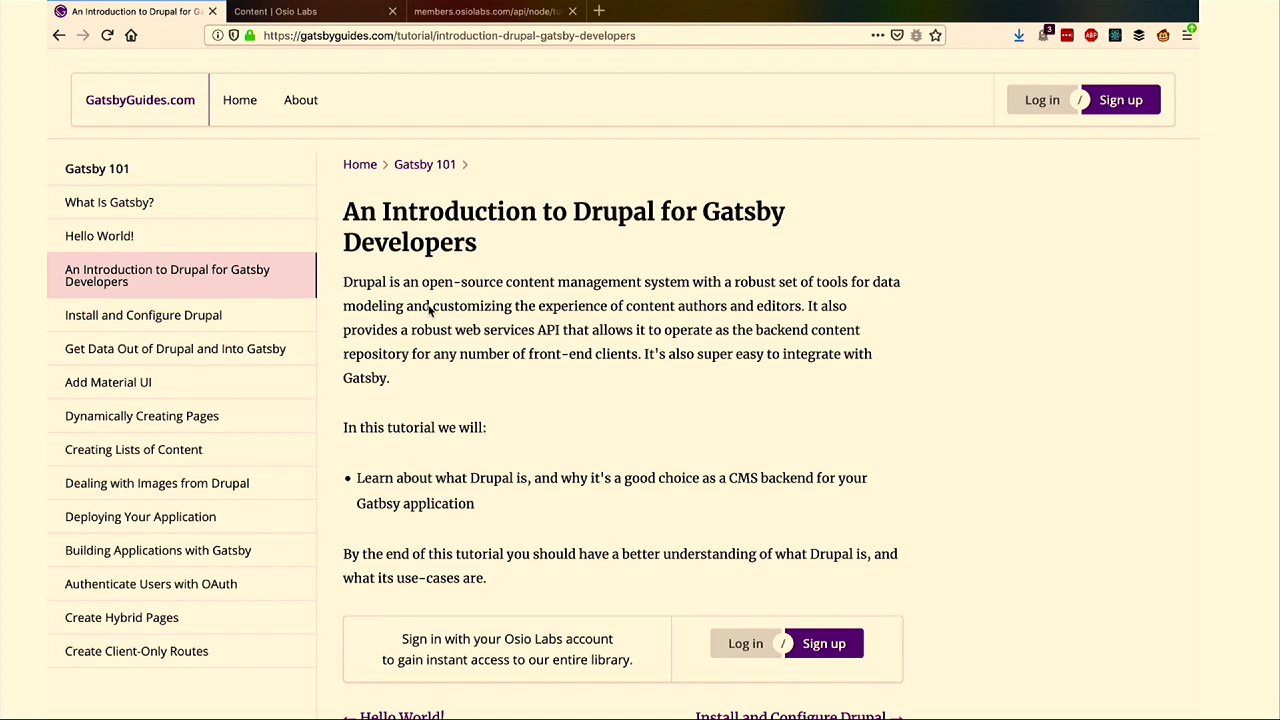 An Introduction to Drupal for G
Content | Osio Labs
members.osiolabs.com/api/node/tu
https://gatsbyguides.com/tutorial/introduction-drupal-gatsby-developers
3
ABP
GatsbyGuides.com
Home
About
Log in / Sign up
Gatsby 101
What Is Gatsby?
Hello World!
An Introduction to Drupal for Gatsby
Developers
Install and Configure Drupal
Get Data Out of Drupal and Into Gatsby
Add Material UI
Dynamically Creating Pages
Creating Lists of Content
Dealing with Images from Drupal
Deploying Your Application
Building Applications with Gatsby
Authenticate Users with OAuth
Create Hybrid Pages
Create Client-Only Routes
Home > Gatsby 101 >
An Introduction to Drupal for Gatsby
Developers
Drupal is an open-source content management system with a robust set of tools for data
modeling and customizing the experience of content authors and editors. It also
provides a robust web services API that allows it to operate as the backend content
repository for any number of front-end clients. It's also super easy to integrate with
Gatsby.
In this tutorial we will:
• Learn about what Drupal is, and why it's a good choice as a CMS backend for your
Gatbsy application
By the end of this tutorial you should have a better understanding of what Drupal is, and
what its use-cases are.
Sign in with your Osio Labs account
to gain instant access to our entire library.
Log in / Sign up
← Hello World!
Install and Configure Drupal →